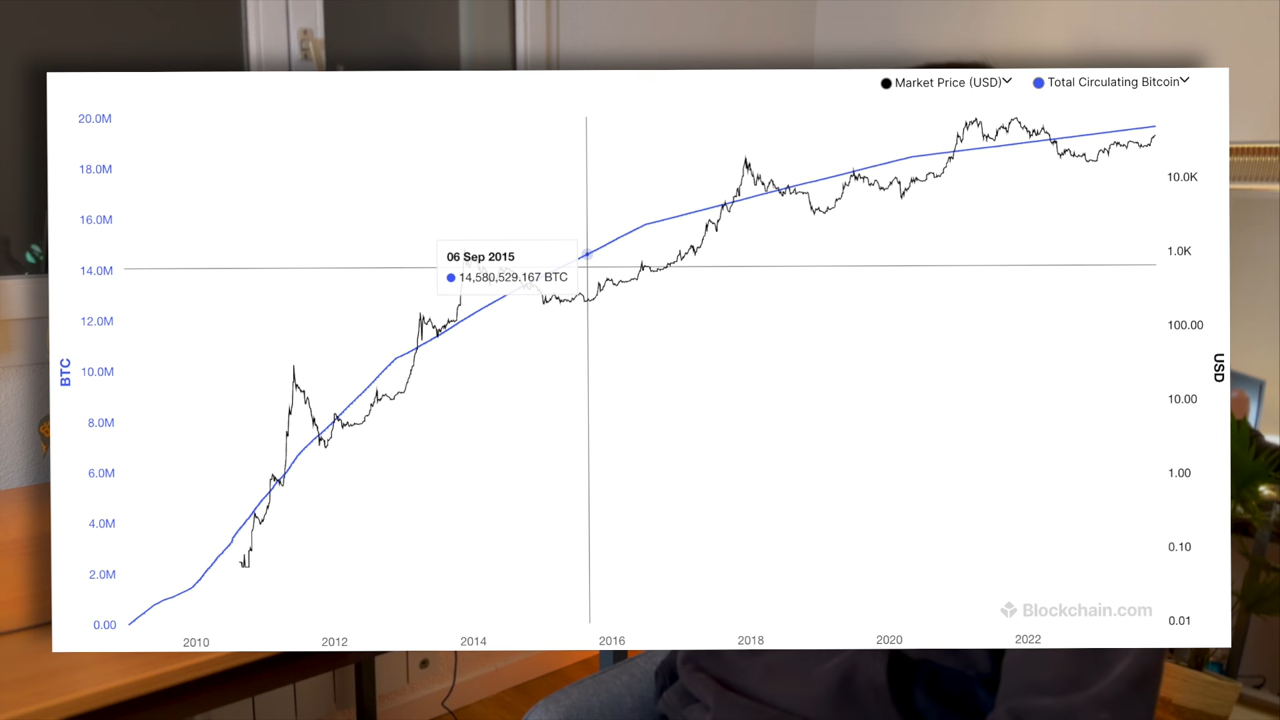 Market Price (USD)
Total Circulating Bitcoin
20.0M
18.0M
16.0M
14.0M
12.0M
10.0M
8.0M
6.0M
4.0M
2.0M
0.00
BTC
06 Sep 2015
14,580,529.167 BTC
10.0K
1.0K
100.00
10.00
1.00
0.10
0.01
USD
Blockchain.com
2010
2012
2014
2016
2018
2020
2022